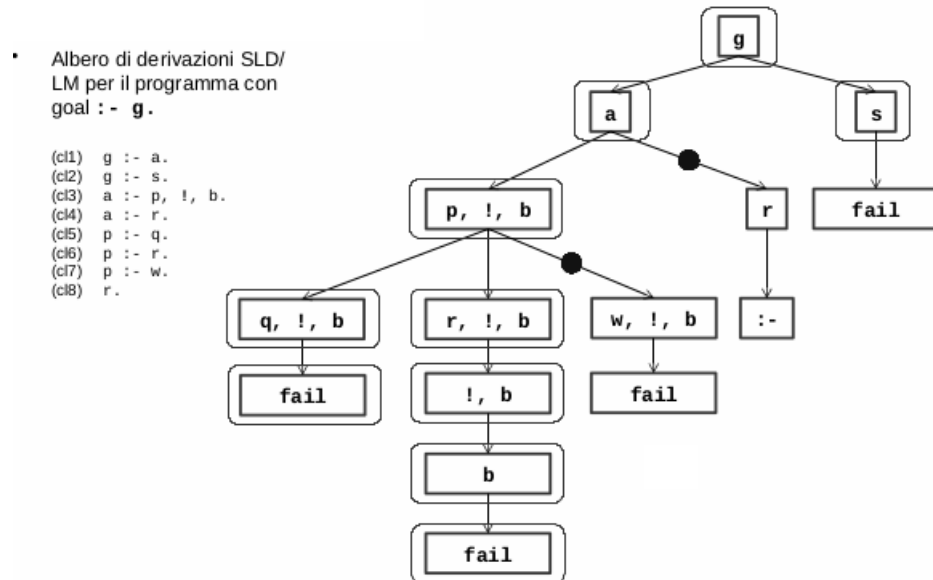 • Albero di derivazioni SLD/
LM per il programma con
goal :- g.
(cl1) g :- a.
(cl2) g :- s.
(cl3) a :- p, !, b.
(cl4) a :- r.
(cl5) p :- q.
(cl6) p :- r.
(cl7) p :- w.
(cl8) r.
g
a
s
p, !, b
r
fail
q, !, b
r, !, b
w, !, b
:-
fail
!, b
fail
b
fail